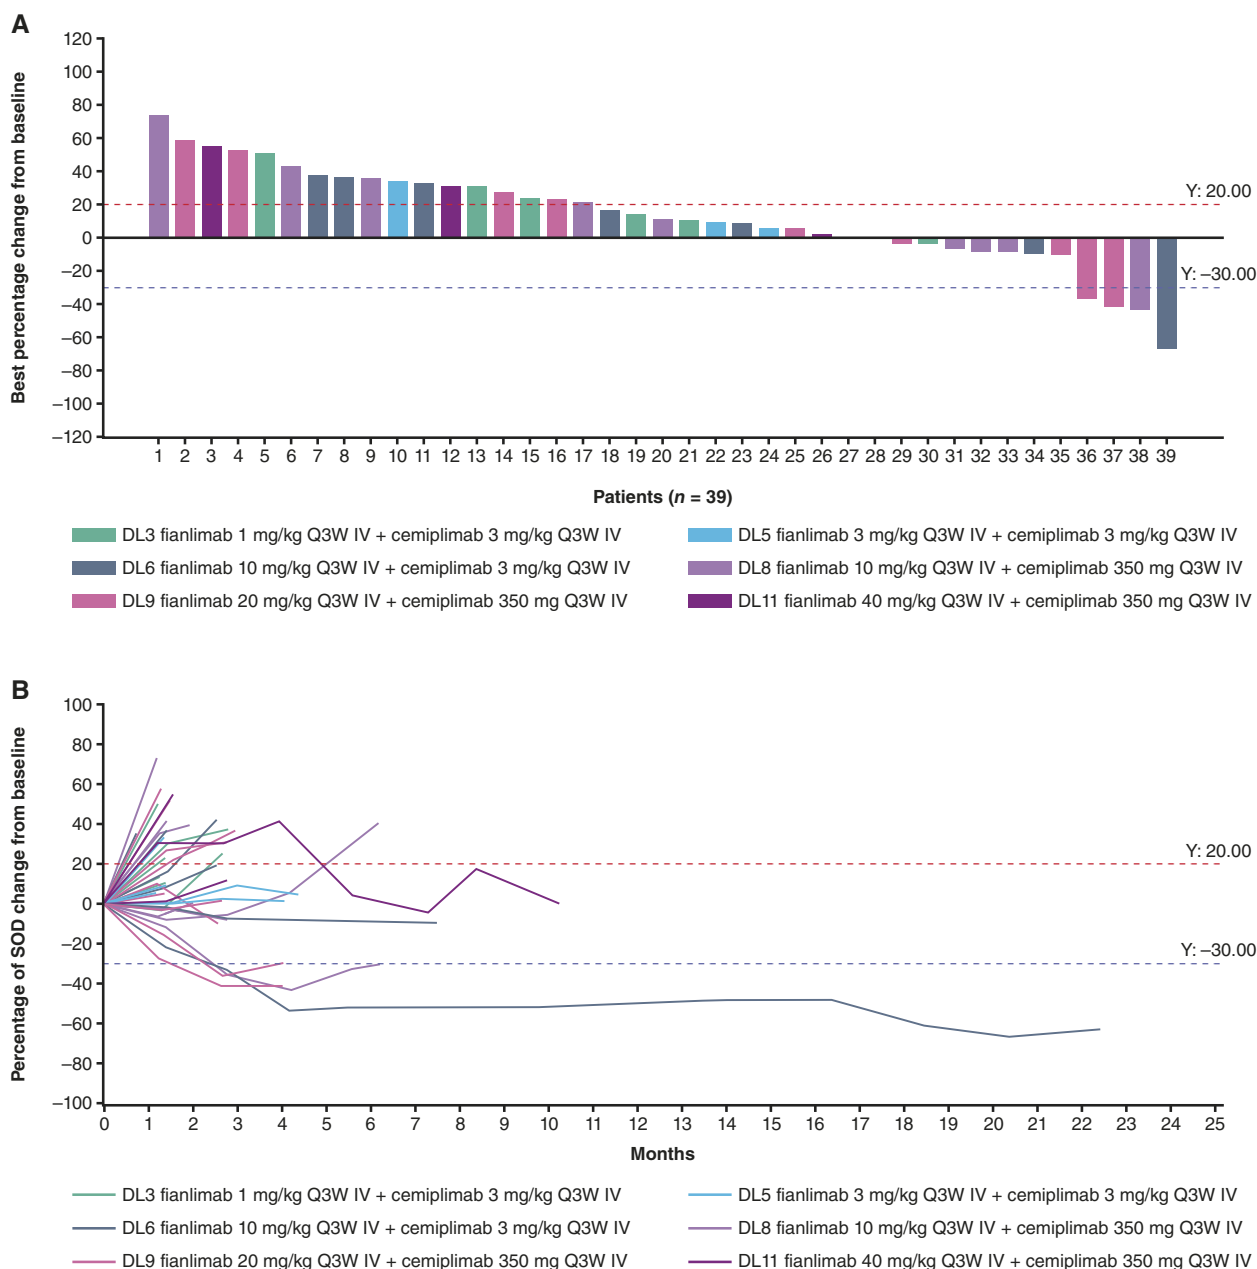 A
Best percentage change from baseline
120
100
80
60
40
20
0
–20
–40
–60
–80
–100
–120
Y: 20.00
Y: –30.00
1 2 3 4 5 6 7 8 9 10 11 12 13 14 15 16 17 18 19 20 21 22 23 24 25 26 27 28 29 30 31 32 33 34 35 36 37 38 39
Patients (n = 39)
DL3 fianlimab 1 mg/kg Q3W IV + cemiplimab 3 mg/kg Q3W IV
DL5 fianlimab 3 mg/kg Q3W IV + cemiplimab 3 mg/kg Q3W IV
DL6 fianlimab 10 mg/kg Q3W IV + cemiplimab 3 mg/kg Q3W IV
DL8 fianlimab 10 mg/kg Q3W IV + cemiplimab 350 mg Q3W IV
DL9 fianlimab 20 mg/kg Q3W IV + cemiplimab 350 mg Q3W IV
DL11 fianlimab 40 mg/kg Q3W IV + cemiplimab 350 mg Q3W IV
B
Percentage of SOD change from baseline
100
80
60
40
20
0
–20
–40
–60
–80
–100
Y: 20.00
Y: –30.00
0 1 2 3 4 5 6 7 8 9 10 11 12 13 14 15 16 17 18 19 20 21 22 23 24 25
Months
DL3 fianlimab 1 mg/kg Q3W IV + cemiplimab 3 mg/kg Q3W IV
DL5 fianlimab 3 mg/kg Q3W IV + cemiplimab 3 mg/kg Q3W IV
DL6 fianlimab 10 mg/kg Q3W IV + cemiplimab 3 mg/kg Q3W IV
DL8 fianlimab 10 mg/kg Q3W IV + cemiplimab 350 mg Q3W IV
DL9 fianlimab 20 mg/kg Q3W IV + cemiplimab 350 mg Q3W IV
DL11 fianlimab 40 mg/kg Q3W IV + cemiplimab 350 mg Q3W IV